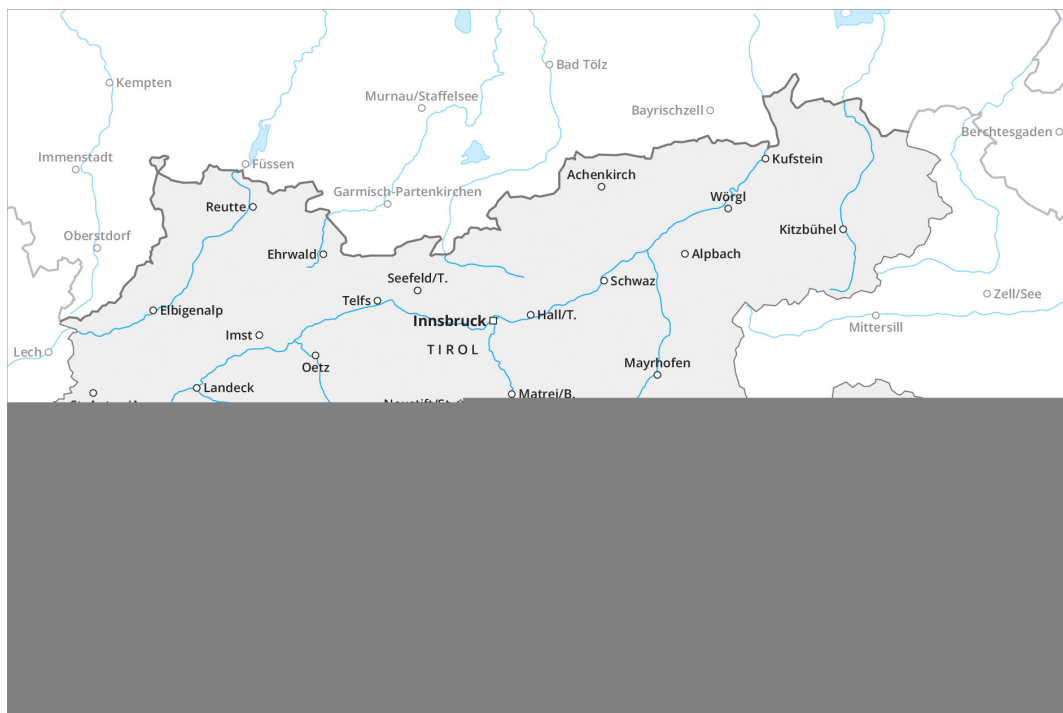 Kempten
Bad Tölz
Murnau/Staffelsee
Bayrischzell
Berchtesgaden
Immenstadt
Füssen
Kufstein
Achenkirch
Garmisch-Partenkirchen
Wörgl
Reutte
Kitzbühel
Oberstdorf
Ehrwald
Alpbach
Seefeld/T.
Schwaz
Zell/See
Telfs
Elbigenalp
Hall/T.
Innsbruck
Mittersill
Imst
TIROL
Lech
Oetz
Mayrhofen
Landeck
Matrei/B.